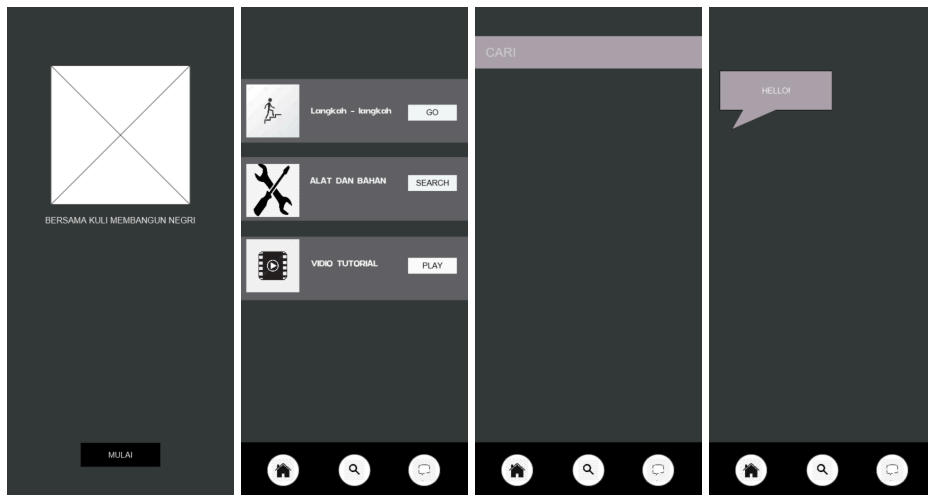 BERSAMA KULI MEMBANGUN NEGRI
MULAI
Langkah - langkah
GO
ALAT DAN BAHAN
SEARCH
VIDIO TUTORIAL
PLAY
CARI
HELLO!